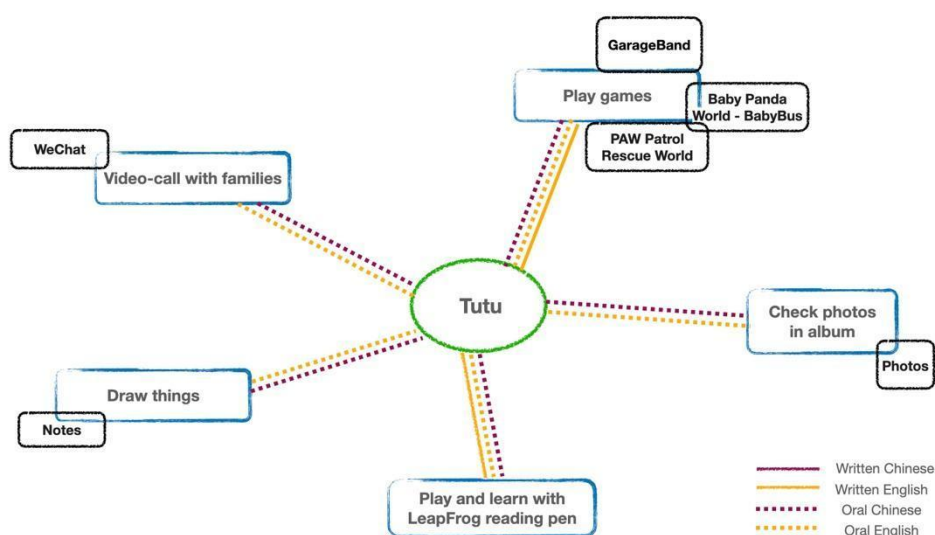 GarageBand
Play games
Baby Panda
World - BabyBus
PAW Patrol
Rescue World
WeChat
Video-call with families
Tutu
Check photos
in album
Photos
Draw things
Notes
Play and learn with
LeapFrog reading pen
Written Chinese
Written English
Oral Chinese
Oral English